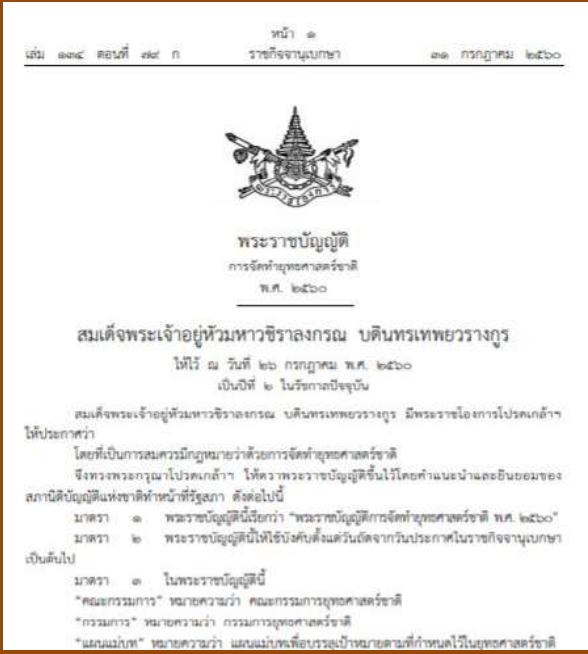 หน้า ๑
เล่ม ๑๓๔ ตอนที่ ๗๙ ก ราชกิจจานุเบกษา ๓๑ กรกฎาคม ๒๕๖๐
พระราชบัญญัติ
การจัดทำยุทธศาสตร์ชาติ
พ.ศ. ๒๕๖๐
สมเด็จพระเจ้าอยู่หัวมหาวชิราลงกรณ บดินทรเทพยวรางกูร
ให้ไว้ ณ วันที่ ๒๖ กรกฎาคม พ.ศ. ๒๕๖๐
เป็นปีที่ ๒ ในรัชกาลปัจจุบัน
สมเด็จพระเจ้าอยู่หัวมหาวชิราลงกรณ บดินทรเทพยวรางกูร มีพระราชโองการโปรดเกล้าฯ
ให้ประกาศว่า
โดยที่เป็นการสมควรมีกฎหมายว่าด้วยการจัดทำยุทธศาสตร์ชาติ
จึงทรงพระกรุณาโปรดเกล้าฯ ให้ตราพระราชบัญญัติขึ้นไว้โดยคำแนะนำและยินยอมของ
สภานิติบัญญัติแห่งชาติทำหน้าที่รัฐสภา ดังต่อไปนี้
มาตรา ๑ พระราชบัญญัตินี้เรียกว่า “พระราชบัญญัติการจัดทำยุทธศาสตร์ชาติ พ.ศ. ๒๕๖๐”
มาตรา ๒ พระราชบัญญัตินี้ให้ใช้บังคับตั้งแต่วันถัดจากวันประกาศในราชกิจจานุเบกษา
เป็นต้นไป
มาตรา ๓ ในพระราชบัญญัตินี้
“คณะกรรมการ” หมายความว่า คณะกรรมการยุทธศาสตร์ชาติ
“กรรมการ” หมายความว่า กรรมการยุทธศาสตร์ชาติ
“แผนแม่บท” หมายความว่า แผนแม่บทเพื่อบรรลุเป้าหมายตามที่กำหนดไว้ในยุทธศาสตร์ชาติ